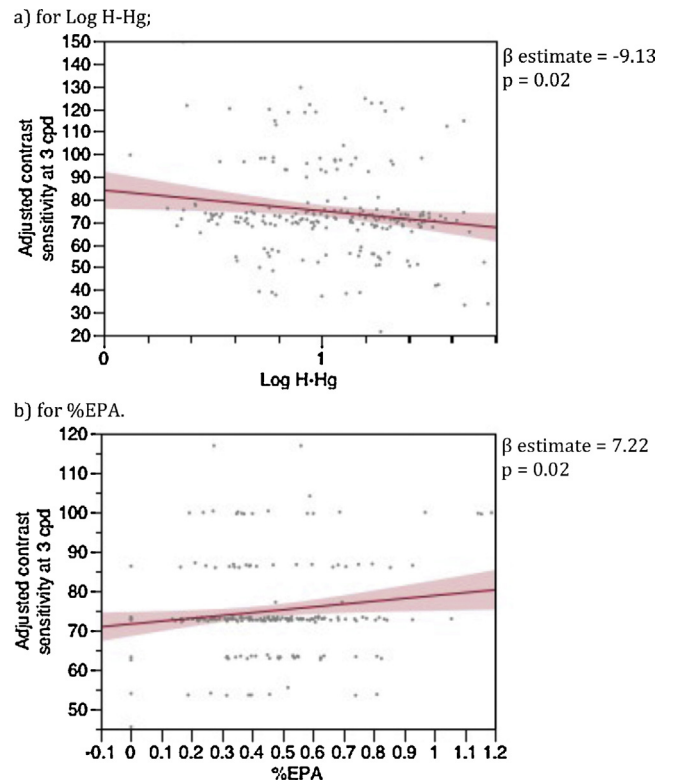 a) for Log H-Hg;
β estimate = -9.13
p = 0.02
Adjusted contrast
sensitivity at 3 cpd
150
140
130
120
110
100
90
80
70
60
50
40
30
20
0 1
Log H·Hg
b) for %EPA.
β estimate = 7.22
p = 0.02
Adjusted contrast
sensitivity at 3 cpd
120
110
100
90
80
70
60
50
-0.1 0 0.1 0.2 0.3 0.4 0.5 0.6 0.7 0.8 0.9 1 1.1 1.2
%EPA